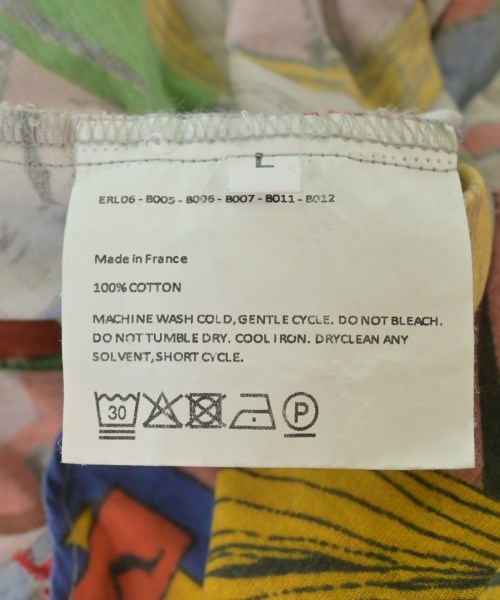 L
ERL06 - B005 - B006 - B007 - B011 - B012
Made in France
100% COTTON
MACHINE WASH COLD, GENTLE CYCLE. DO NOT BLEACH.
DO NOT TUMBLE DRY. COOL IRON. DRYCLEAN ANY
SOLVENT, SHORT CYCLE.
30 P